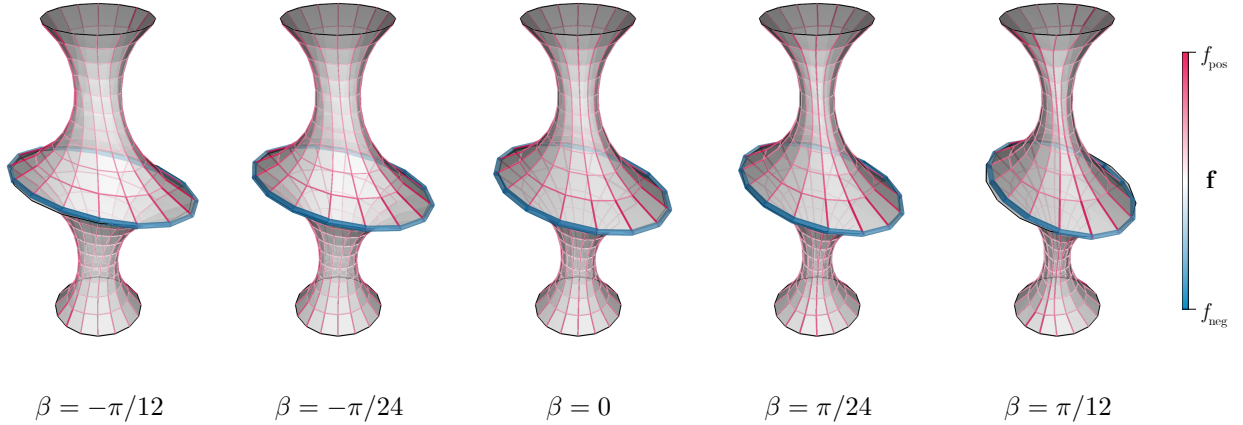 f_pos
f
f_neg
β = −π/12
β = −π/24
β = 0
β = π/24
β = π/12